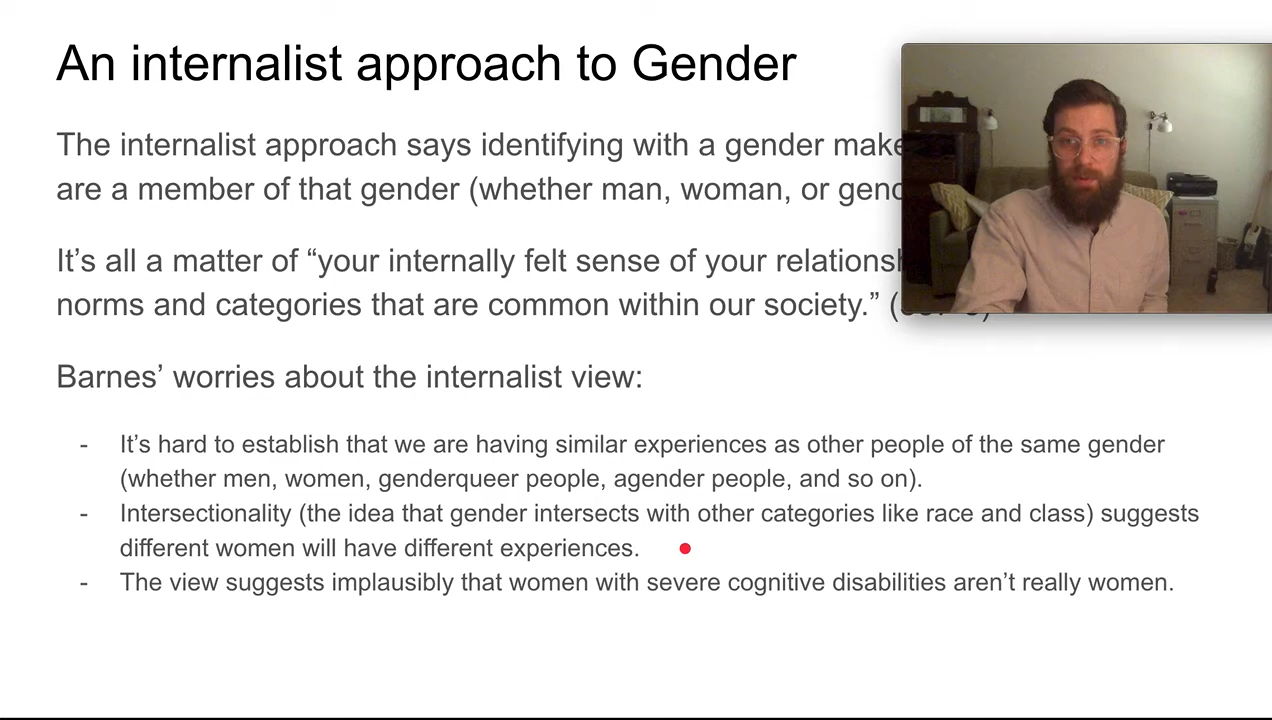 An internalist approach to Gender
The internalist approach says identifying with a gender make
are a member of that gender (whether man, woman, or gen
It’s all a matter of “your internally felt sense of your relations
norms and categories that are common within our society.” (
Barnes’ worries about the internalist view:
- It’s hard to establish that we are having similar experiences as other people of the same gender
(whether men, women, genderqueer people, agender people, and so on).
- Intersectionality (the idea that gender intersects with other categories like race and class) suggests
different women will have different experiences.
- The view suggests implausibly that women with severe cognitive disabilities aren’t really women.